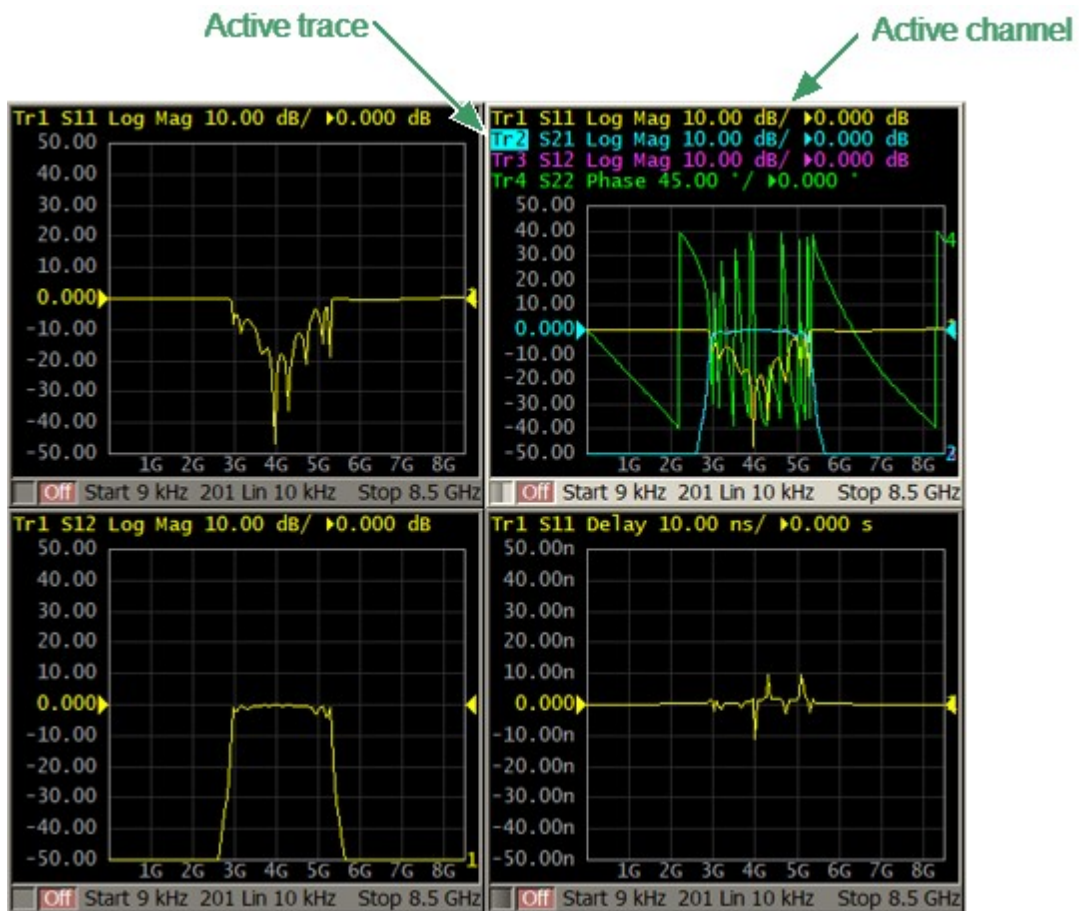 Active trace
Active channel
Tr1 S11 Log Mag 10.00 dB/ ▶0.000 dB
50.00
40.00
30.00
20.00
10.00
0.000
-10.00
-20.00
-30.00
-40.00
-50.00
1G 2G 3G 4G 5G 6G 7G 8G
Off Start 9 kHz 201 Lin 10 kHz Stop 8.5 GHz
Tr1 S11 Log Mag 10.00 dB/ ▶0.000 dB
Tr2 S21 Log Mag 10.00 dB/ ▶0.000 dB
Tr3 S12 Log Mag 10.00 dB/ ▶0.000 dB
Tr4 S22 Phase 45.00 °/ ▶0.000 °
50.00
40.00
30.00
20.00
10.00
0.000
-10.00
-20.00
-30.00
-40.00
-50.00
4
2
1G 2G 3G 4G 5G 6G 7G 8G
Off Start 9 kHz 201 Lin 10 kHz Stop 8.5 GHz
Tr1 S12 Log Mag 10.00 dB/ ▶0.000 dB
50.00
40.00
30.00
20.00
10.00
0.000
-10.00
-20.00
-30.00
-40.00
-50.00
1
1G 2G 3G 4G 5G 6G 7G 8G
Off Start 9 kHz 201 Lin 10 kHz Stop 8.5 GHz
Tr1 S11 Delay 10.00 ns/ ▶0.000 s
50.00n
40.00n
30.00n
20.00n
10.00n
0.000
-10.00n
-20.00n
-30.00n
-40.00n
-50.00n
1G 2G 3G 4G 5G 6G 7G 8G
Off Start 9 kHz 201 Lin 10 kHz Stop 8.5 GHz